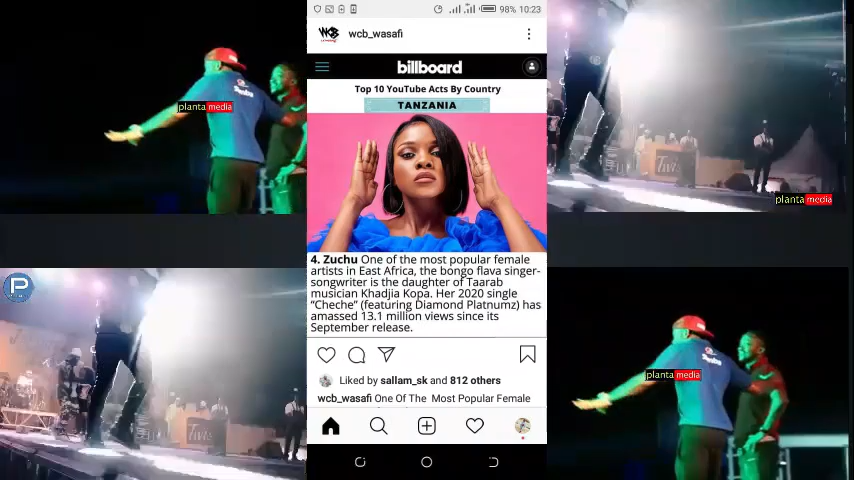 98% 10:23
wcb_wasafi
billboard
Top 10 YouTube Acts By Country
TANZANIA
4. Zuchu One of the most popular female
artists in East Africa, the bongo flava singer-
songwriter is the daughter of Taarab
musician Khadjia Kopa. Her 2020 single
“Cheche” (featuring Diamond Platnumz) has
amassed 13.1 million views since its
September release.
Liked by sallam_sk and 812 others
wcb_wasafi One Of The Most Popular Female
planta media
planta media
P
planta media